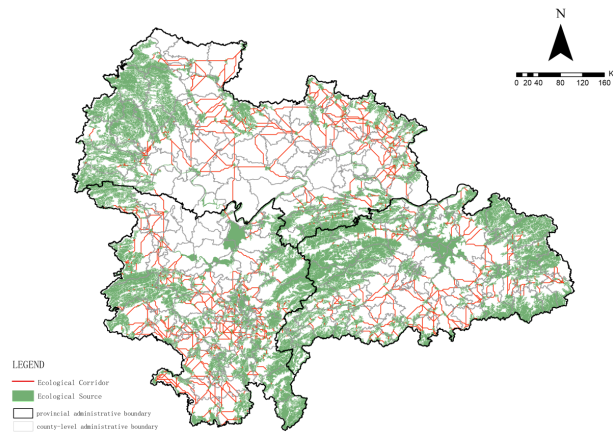 N
0 20 40 80 120 160
K
LEGEND
Ecological Corridor
Ecological Source
provincial administrative boundary
county-level administrative boundary